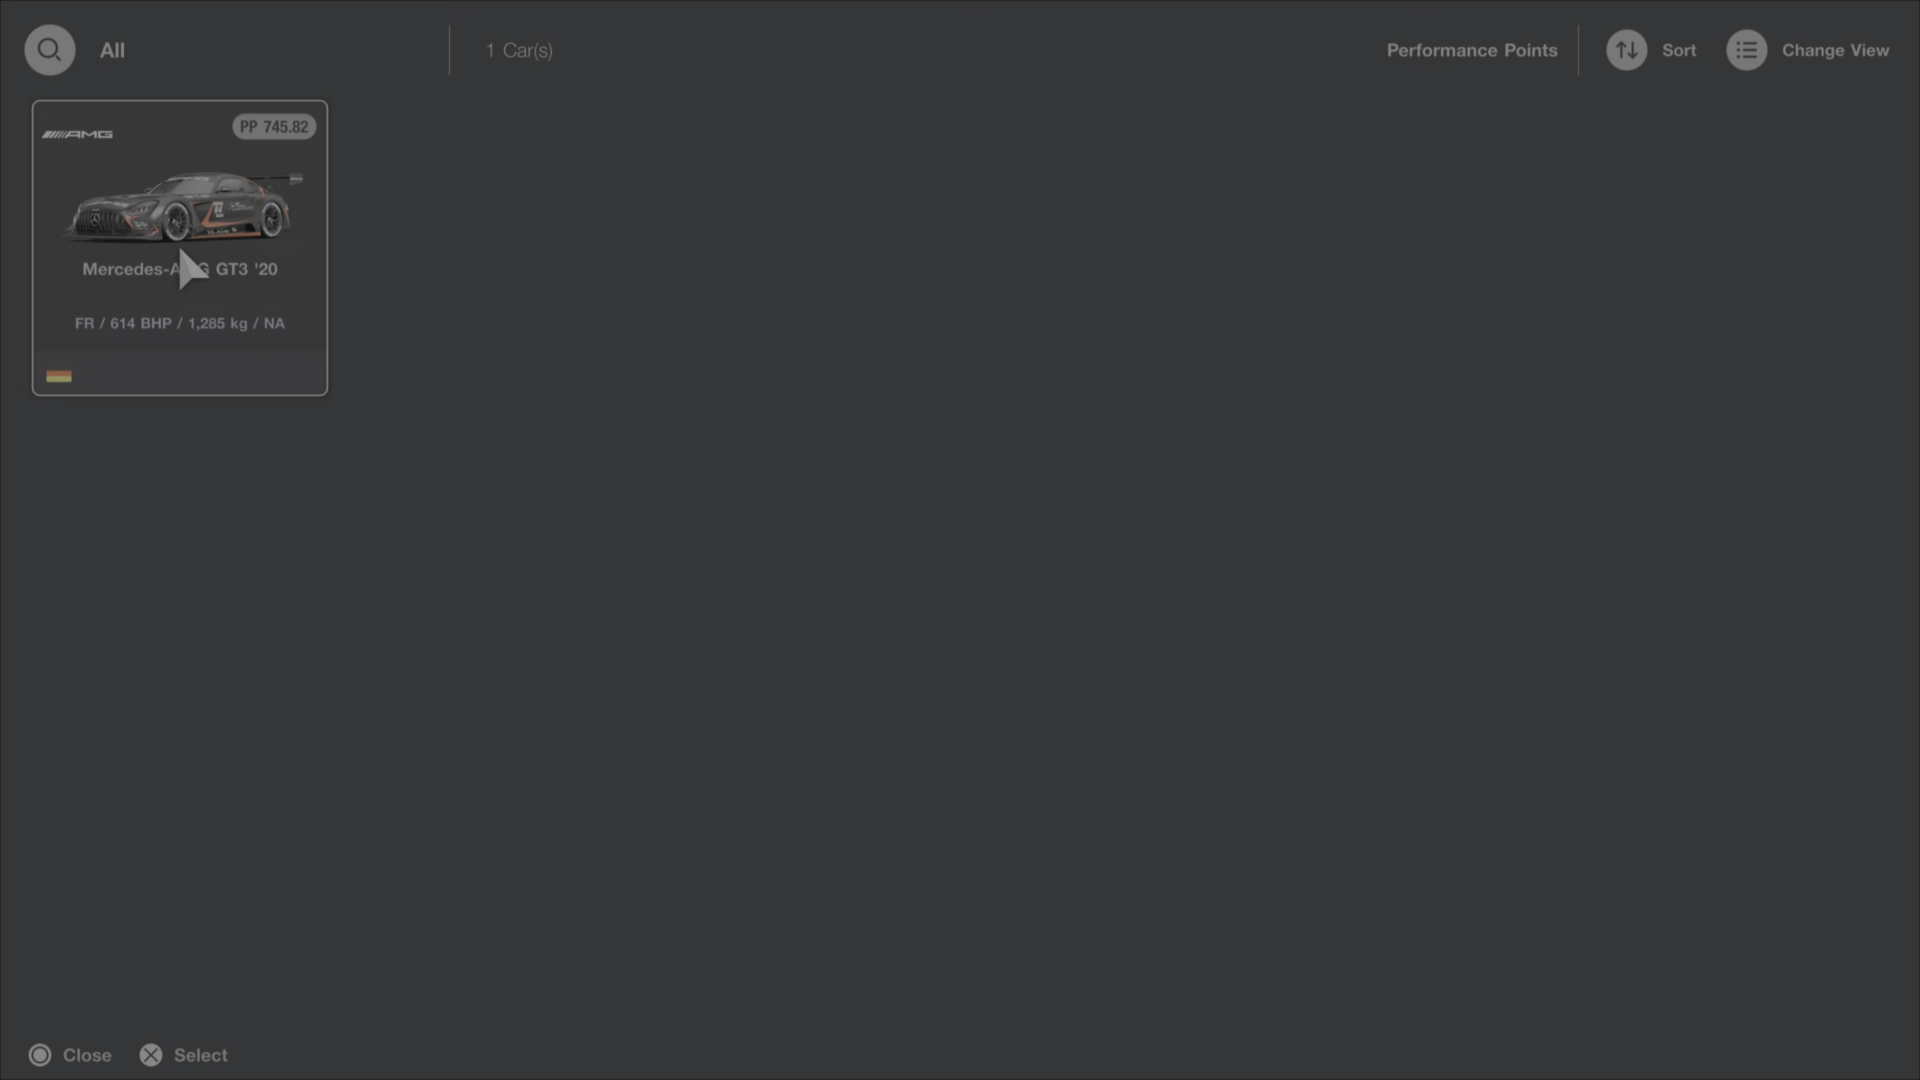 All
1 Car(s)
Performance Points
Sort
Change View
AMG
PP 745.82
Mercedes-A G GT3 '20
FR / 614 BHP / 1,285 kg / NA
Close
Select